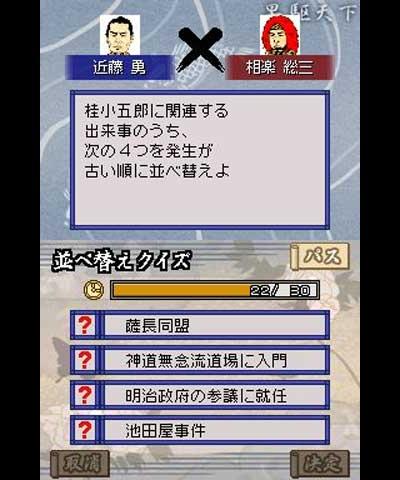 星駆天下
近藤 勇
相楽 総三
桂小五郎に関連する
出来事のうち、
次の4つを発生が
古い順に並べ替えよ
並べ替えクイズ
パス
22/ 30
? 薩長同盟
? 神道無念流道場に入門
? 明治政府の参議に就任
? 池田屋事件
取消
決定